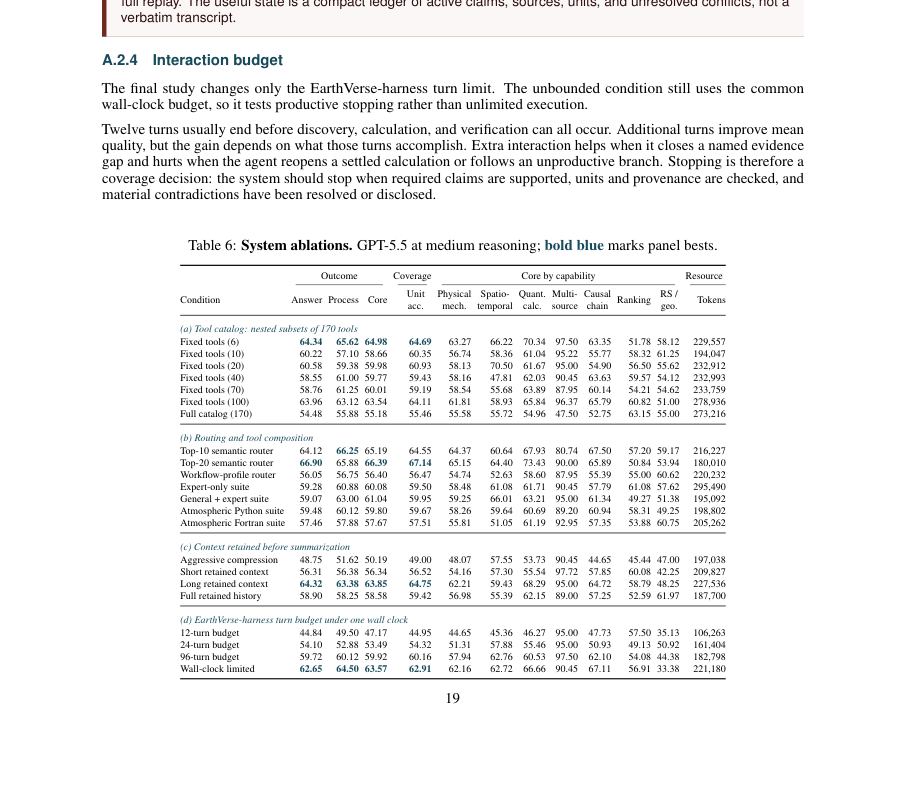 full replay. The useful state is a compact ledger of active claims, sources, units, and unresolved conflicts, not a
verbatim transcript.
A.2.4 Interaction budget
The final study changes only the EarthVerse-harness turn limit. The unbounded condition still uses the common
wall-clock budget, so it tests productive stopping rather than unlimited execution.
Twelve turns usually end before discovery, calculation, and verification can all occur. Additional turns improve mean
quality, but the gain depends on what those turns accomplish. Extra interaction helps when it closes a named evidence
gap and hurts when the agent reopens a settled calculation or follows an unproductive branch. Stopping is therefore a
coverage decision: the system should stop when required claims are supported, units and provenance are checked, and
material contradictions have been resolved or disclosed.
Table 6: System ablations. GPT-5.5 at medium reasoning; bold blue marks panel bests.
Outcome Coverage Core by capability Resource
Condition Answer Process Core Unit acc. Physical mech. Spatio-temporal Quant. calc. Multi-source Causal chain Ranking RS / geo. Tokens
(a) Tool catalog: nested subsets of 170 tools
Fixed tools (6) 64.34 65.62 64.98 64.69 63.27 66.22 70.34 97.50 63.35 51.78 58.12 229,557
Fixed tools (10) 60.22 57.10 58.66 60.35 56.74 58.36 61.04 95.22 55.77 58.32 61.25 194,047
Fixed tools (20) 60.58 59.38 59.98 60.93 58.13 70.50 61.67 95.00 54.90 56.50 55.62 232,912
Fixed tools (40) 58.55 61.00 59.77 59.43 58.16 47.81 62.03 90.45 63.63 59.57 54.12 232,993
Fixed tools (70) 58.76 61.25 60.01 59.19 58.54 55.68 63.89 87.95 60.14 54.21 54.62 233,759
Fixed tools (100) 63.96 63.12 63.54 64.11 61.81 58.93 65.84 96.37 65.79 60.82 51.00 278,936
Full catalog (170) 54.48 55.88 55.18 55.46 55.58 55.72 54.96 47.50 52.75 63.15 55.00 273,216
(b) Routing and tool composition
Top-10 semantic router 64.12 66.25 65.19 64.55 64.37 60.64 67.93 80.74 67.50 57.20 59.17 216,227
Top-20 semantic router 66.90 65.88 66.39 67.14 65.15 64.40 73.43 90.00 65.89 50.84 53.94 180,010
Workflow-profile router 56.05 56.75 56.40 56.47 54.74 52.63 58.60 87.95 55.39 55.00 60.62 220,232
Expert-only suite 59.28 60.88 60.08 59.50 58.48 61.08 61.71 90.45 57.79 61.08 57.62 295,490
General + expert suite 59.07 63.00 61.04 59.95 59.25 66.01 63.21 95.00 61.34 49.27 51.38 195,092
Atmospheric Python suite 59.48 60.12 59.80 59.67 58.26 59.64 60.69 89.20 60.94 58.31 49.25 198,802
Atmospheric Fortran suite 57.46 57.88 57.67 57.51 55.81 51.05 61.19 92.95 57.35 53.88 60.75 205,262
(c) Context retained before summarization
Aggressive compression 48.75 51.62 50.19 49.00 48.07 57.55 53.73 90.45 44.65 45.44 47.00 197,038
Short retained context 56.31 56.38 56.34 56.52 54.16 57.30 55.54 97.72 57.85 60.08 42.25 209,827
Long retained context 64.32 63.38 63.85 64.75 62.21 59.43 68.29 95.00 64.72 58.79 48.25 227,536
Full retained history 58.90 58.25 58.58 59.42 56.98 55.39 62.15 89.00 57.25 52.59 61.97 187,700
(d) EarthVerse-harness turn budget under one wall clock
12-turn budget 44.84 49.50 47.17 44.95 44.65 45.36 46.27 95.00 47.73 57.50 35.13 106,263
24-turn budget 54.10 52.88 53.49 54.32 51.31 57.88 55.46 95.00 50.93 49.13 50.92 161,404
96-turn budget 59.72 60.12 59.92 60.16 57.94 62.76 60.53 97.50 62.10 54.08 44.38 182,798
Wall-clock limited 62.65 64.50 63.57 62.91 62.16 62.72 66.66 90.45 67.11 56.91 33.38 221,180
19